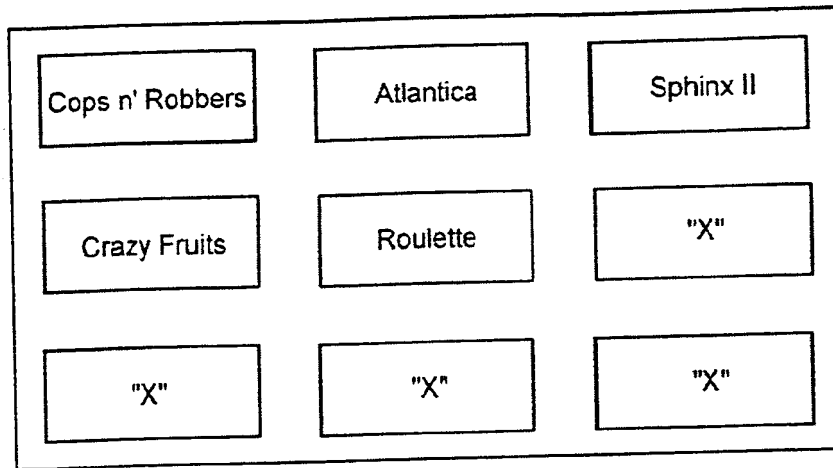 Cops n' Robbers
Atlantica
Sphinx II
Crazy Fruits
Roulette
"X"
"X"
"X"
"X"